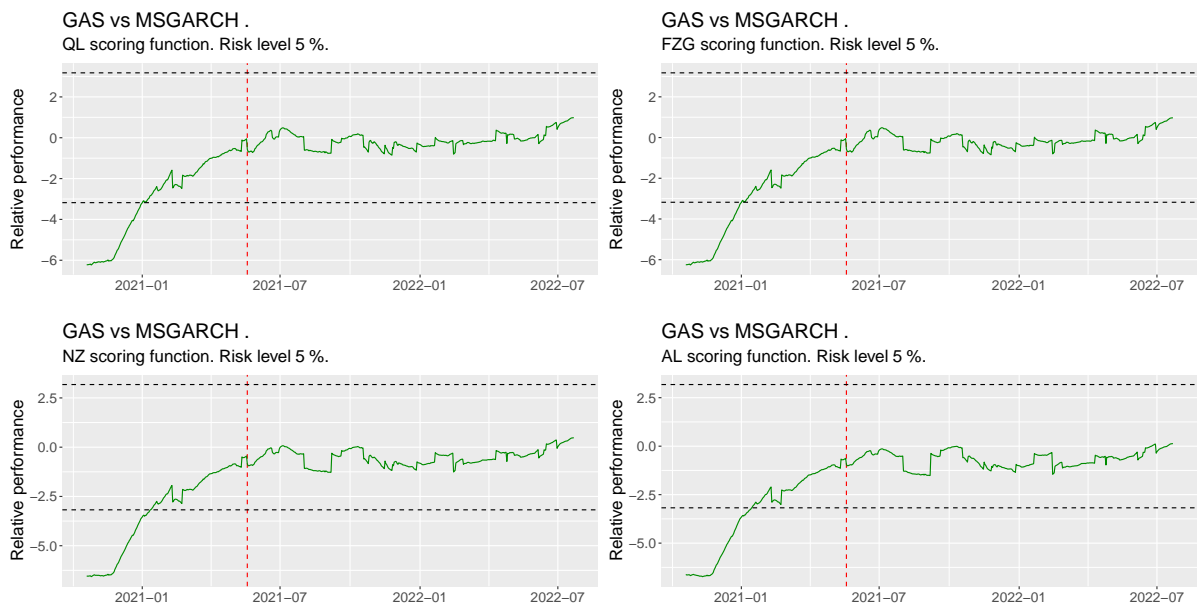 GAS vs MSGARCH .
QL scoring function. Risk level 5 %.
Relative performance
2
0
−2
−4
−6
2021−01
2021−07
2022−01
2022−07
GAS vs MSGARCH .
FZG scoring function. Risk level 5 %.
Relative performance
2
0
−2
−4
−6
2021−01
2021−07
2022−01
2022−07
GAS vs MSGARCH .
NZ scoring function. Risk level 5 %.
Relative performance
2.5
0.0
−2.5
−5.0
2021−01
2021−07
2022−01
2022−07
GAS vs MSGARCH .
AL scoring function. Risk level 5 %.
Relative performance
2.5
0.0
−2.5
−5.0
2021−01
2021−07
2022−01
2022−07